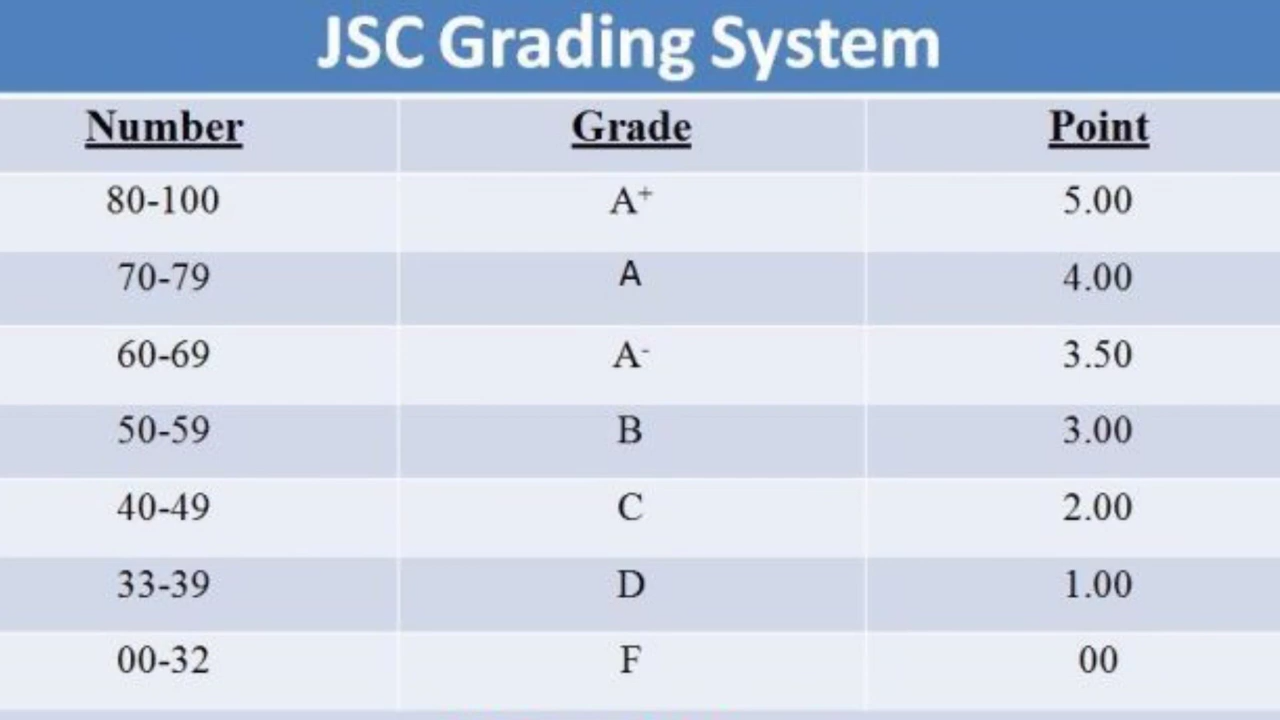 JSC Grading System
Number Grade Point
80-100 A+ 5.00
70-79 A 4.00
60-69 A- 3.50
50-59 B 3.00
40-49 C 2.00
33-39 D 1.00
00-32 F 00